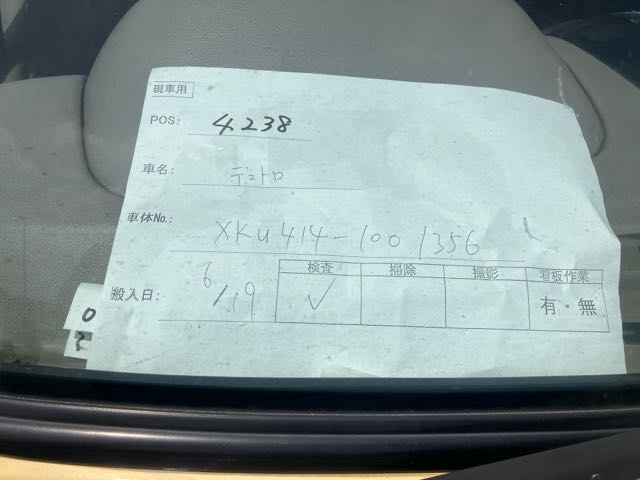 現車用
POS: 4238
車名: デュトロ
車体No.: XKU414-1001356
搬入日: 6/19
検査 掃除 撮影 看板作業
✓ 有・無
0
?